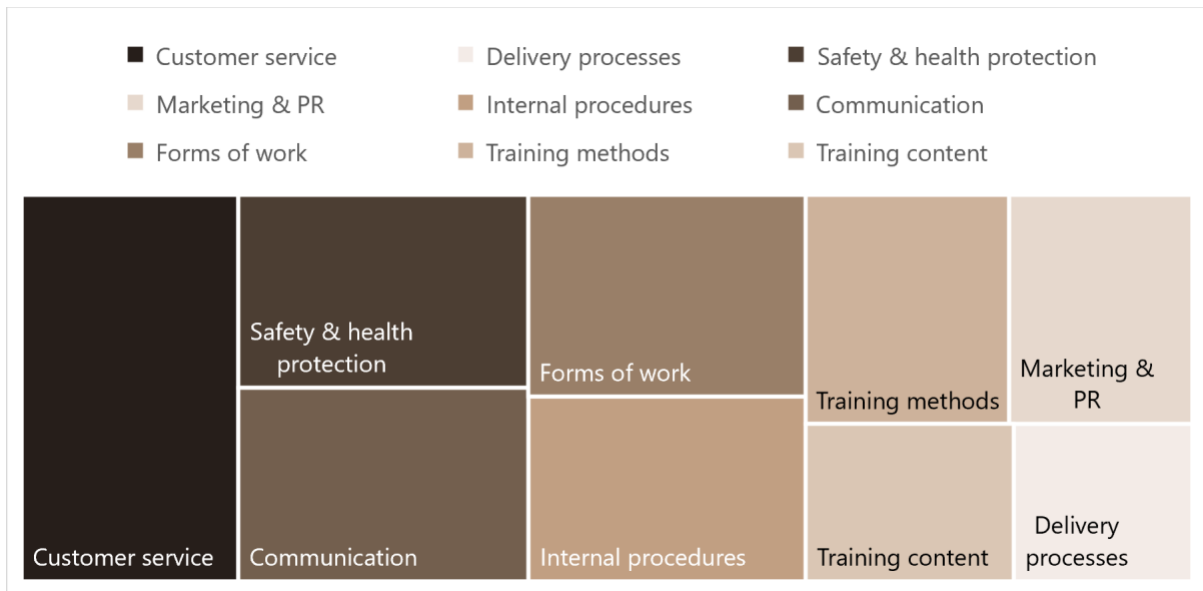 Customer service
Delivery processes
Safety & health protection
Marketing & PR
Internal procedures
Communication
Forms of work
Training methods
Training content
Customer service
Safety & health
protection
Communication
Forms of work
Internal procedures
Training methods
Marketing &
PR
Training content
Delivery
processes